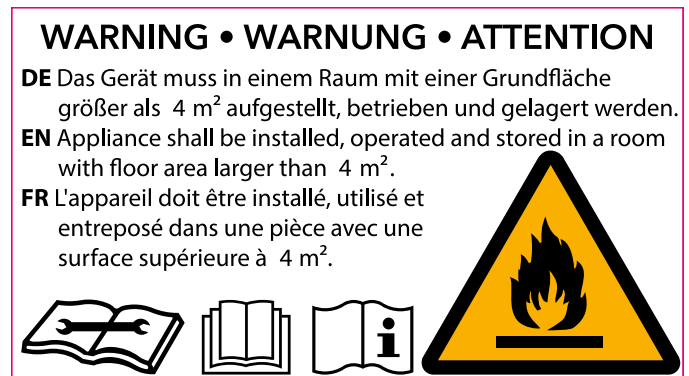 WARNING • WARNUNG • ATTENTION
DE Das Gerät muss in einem Raum mit einer Grundfläche
größer als 4 m² aufgestellt, betrieben und gelagert werden.
EN Appliance shall be installed, operated and stored in a room
with floor area larger than 4 m².
FR L'appareil doit être installé, utilisé et
entreposé dans une pièce avec une
surface supérieure à 4 m².
i